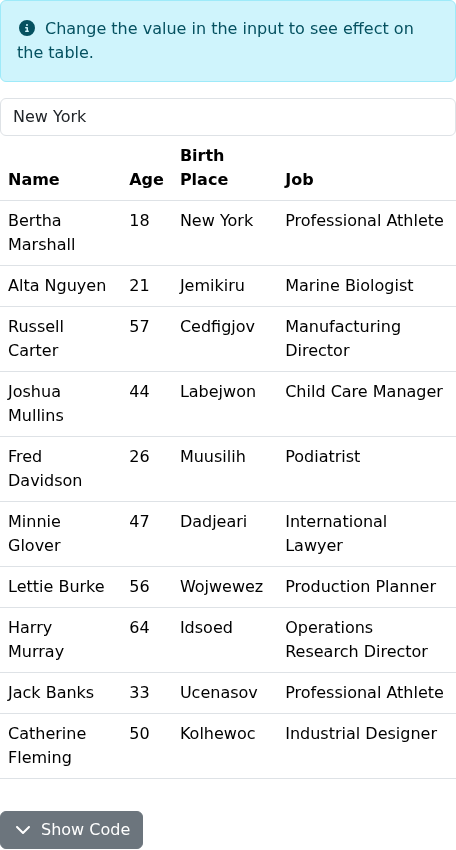 Change the value in the input to see effect on
the table.
New York
Name Age Birth Place Job
Bertha Marshall 18 New York Professional Athlete
Alta Nguyen 21 Jemikiru Marine Biologist
Russell Carter 57 Cedfigjov Manufacturing Director
Joshua Mullins 44 Labejwon Child Care Manager
Fred Davidson 26 Muusilih Podiatrist
Minnie Glover 47 Dadjeari International Lawyer
Lettie Burke 56 Wojwewez Production Planner
Harry Murray 64 Idsoed Operations Research Director
Jack Banks 33 Ucenasov Professional Athlete
Catherine Fleming 50 Kolhewoc Industrial Designer
Show Code